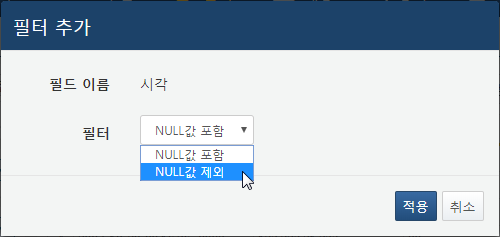 필터 추가
필드 이름 시각
필터 NULL값 포함
NULL값 포함
NULL값 제외
적용 취소